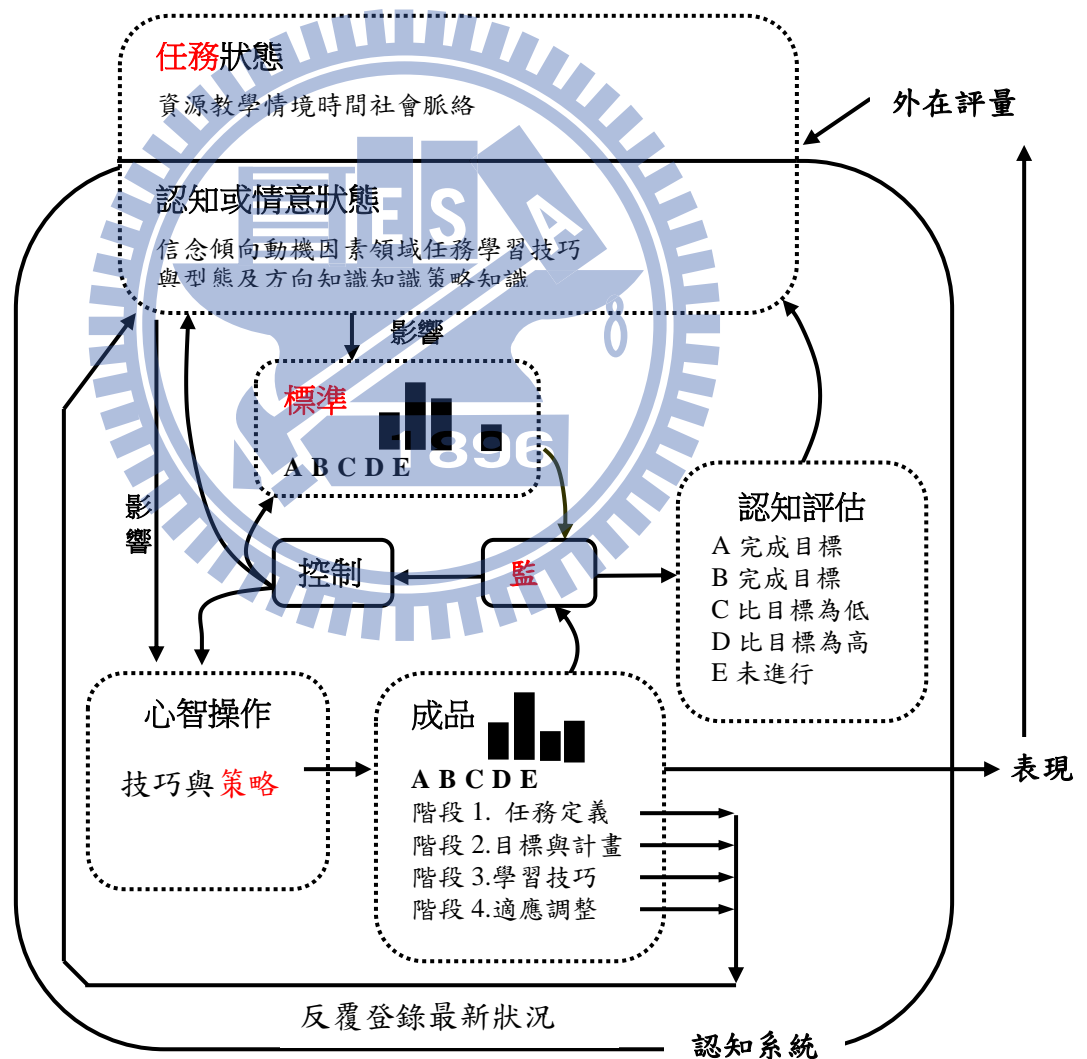 任務狀態
資源教學情境時間社會脈絡
外在評量
認知或情意狀態
信念傾向動機因素領域任務學習技巧
與型態及方向知識知識策略知識
影響
標準
A B C D E
ES A
8
1896
影響
控制
監
認知評估
A 完成目標
B 完成目標
C 比目標為低
D 比目標為高
E 未進行
心智操作
技巧與策略
成品
A B C D E
階段 1. 任務定義
階段 2.目標與計畫
階段 3.學習技巧
階段 4.適應調整
表現
反覆登錄最新狀況
認知系統